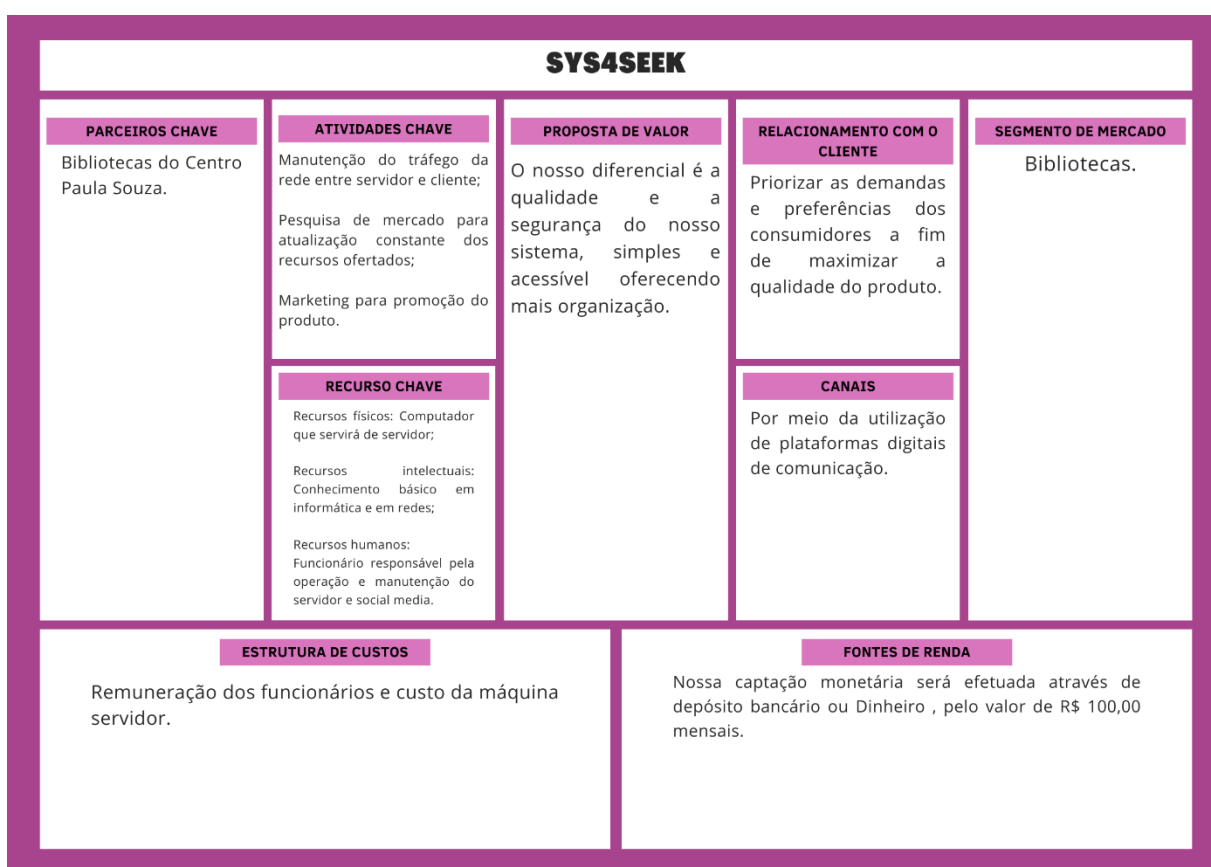 SYS4SEEK
PARCEIROS CHAVE
Bibliotecas do Centro
Paula Souza.
ATIVIDADES CHAVE
Manutenção do tráfego da
rede entre servidor e cliente;
Pesquisa de mercado para
atualização constante dos
recursos ofertados;
Marketing para promoção do
produto.
RECURSO CHAVE
Recursos físicos: Computador
que servirá de servidor;
Recursos intelectuais:
Conhecimento básico em
informática e em redes;
Recursos humanos:
Funcionário responsável pela
operação e manutenção do
servidor e social media.
PROPOSTA DE VALOR
O nosso diferencial é a
qualidade e a
segurança do nosso
sistema, simples e
acessível oferecendo
mais organização.
RELACIONAMENTO COM O
CLIENTE
Priorizar as demandas
e preferências dos
consumidores a fim
de maximizar a
qualidade do produto.
CANAIS
Por meio da utilização
de plataformas digitais
de comunicação.
SEGMENTO DE MERCADO
Bibliotecas.
ESTRUTURA DE CUSTOS
Remuneração dos funcionários e custo da máquina
servidor.
FONTES DE RENDA
Nossa captação monetária será efetuada através de
depósito bancário ou Dinheiro , pelo valor de R$ 100,00
mensais.